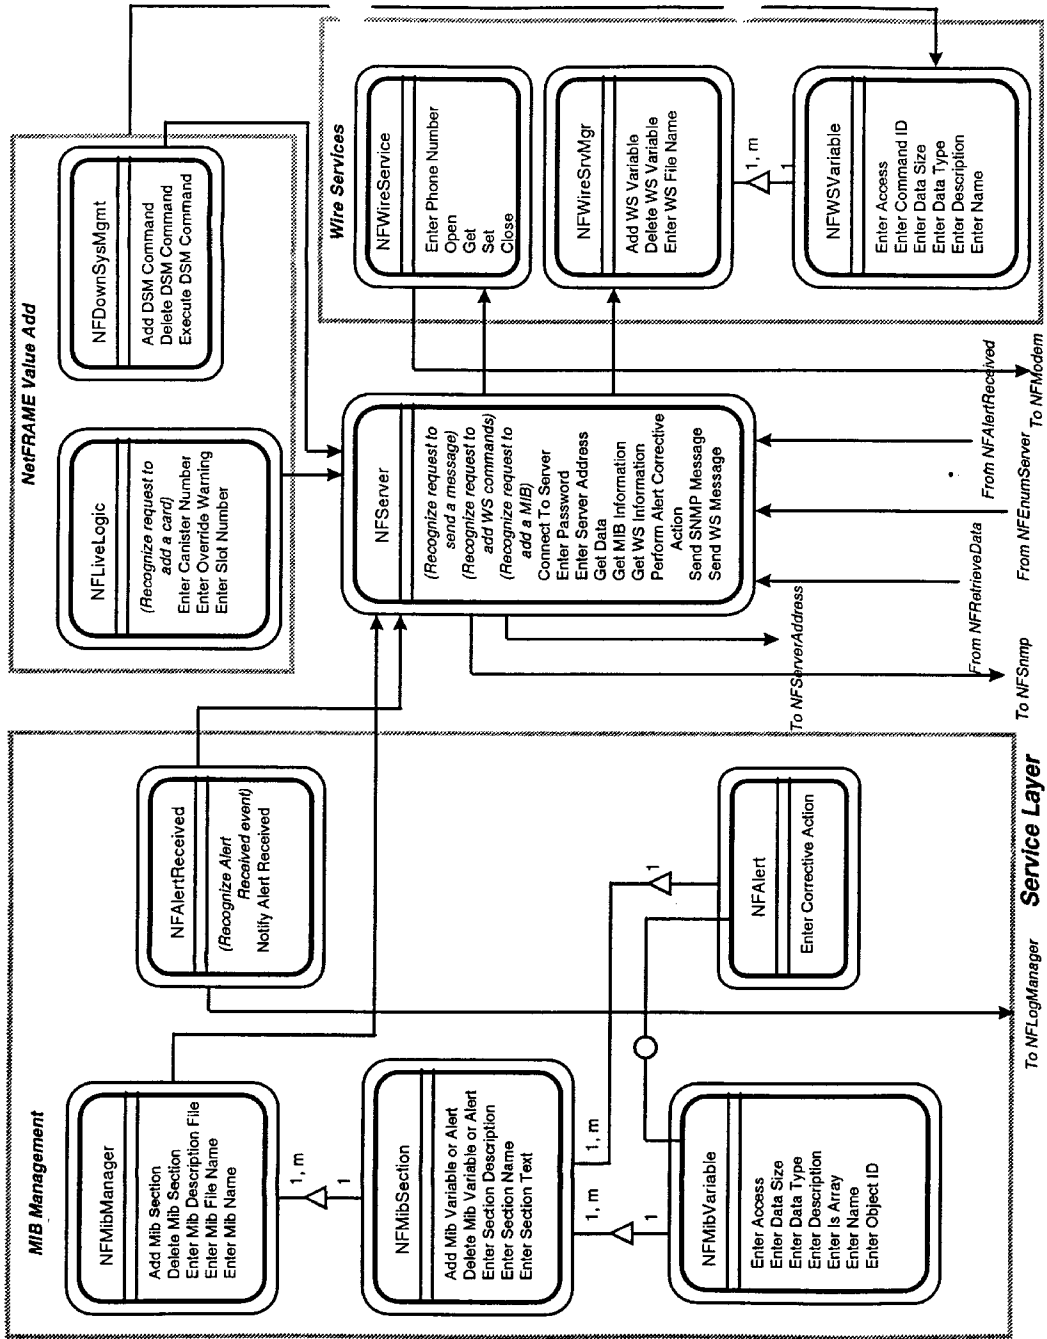 MIB Management
NFMibManager
Add Mib Section
Delete Mib Section
Enter Mib Description File
Enter Mib File Name
Enter Mib Name
1, m
1
NFMibSection
Add Mib Variable or Alert
Delete Mib Variable or Alert
Enter Section Description
Enter Section Name
Enter Section Text
1, m
1
1, m
1
NFMibVariable
Enter Access
Enter Data Size
Enter Data Type
Enter Description
Enter Is Array
Enter Name
Enter Object ID
NFAlertReceived
(Recognize Alert
Received event)
Notify Alert Received
NFAlert
Enter Corrective Action
To NFLogManager
Service Layer
NetFRAME Value Add
NFLiveLogic
(Recognize request to
add a card)
Enter Canister Number
Enter Override Warning
Enter Slot Number
NFDownSysMgmt
Add DSM Command
Delete DSM Command
Execute DSM Command
NFServer
(Recognize request to
send a message)
(Recognize request to
add WS commands)
(Recognize request to
add a MIB)
Connect To Server
Enter Password
Enter Server Address
Get Data
Get MIB Information
Get WS Information
Perform Alert Corrective
Action
Send SNMP Message
Send WS Message
To NFServerAddress
To NFSnmp
From NFRetrieveData
From NFEnumServer
From NFAlertReceived
To NFModem
Wire Services
NFWireService
Enter Phone Number
Open
Get
Set
Close
NFWireSrvMgr
Add WS Variable
Delete WS Variable
Enter WS File Name
1, m
1
NFWSVariable
Enter Access
Enter Command ID
Enter Data Size
Enter Data Type
Enter Description
Enter Name